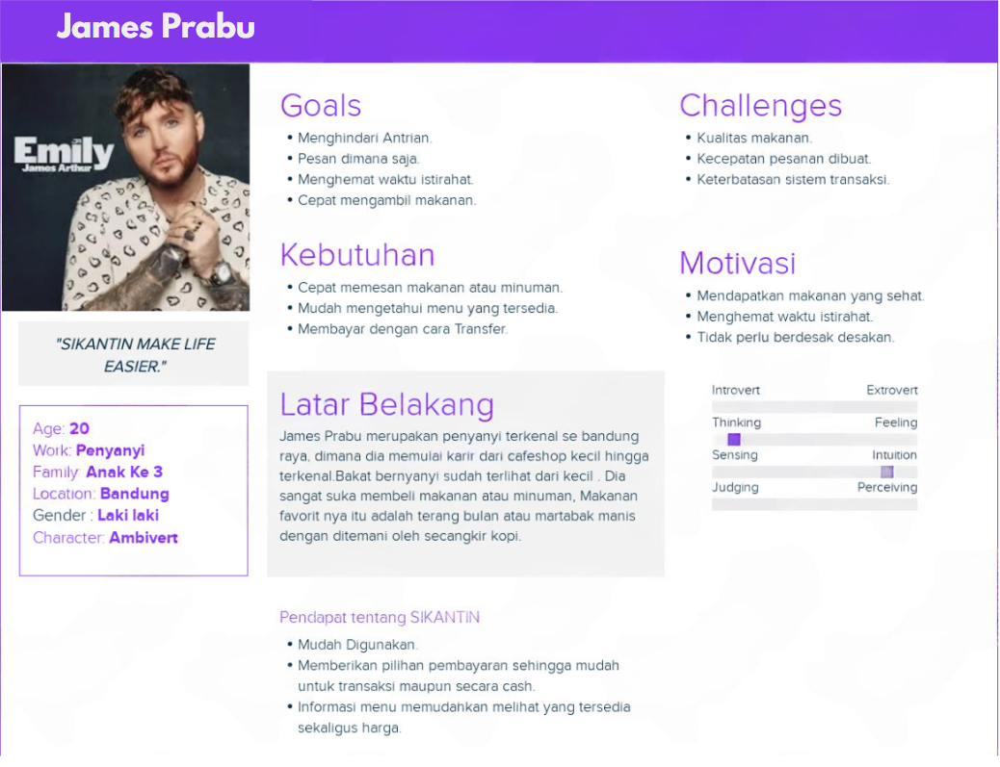 James Prabu
Emily
James Arthur
"SIKANTIN MAKE LIFE
EASIER."
Age: 20
Work: Penyanyi
Family: Anak Ke 3
Location: Bandung
Gender : Laki laki
Character: Ambivert
Goals
• Menghindari Antrian.
• Pesan dimana saja.
• Menghemat waktu istirahat.
• Cepat mengambil makanan.
Kebutuhan
• Cepat memesan makanan atau minuman.
• Mudah mengetahui menu yang tersedia.
• Membayar dengan cara Transfer.
Latar Belakang
James Prabu merupakan penyanyi terkenal se bandung
raya, dimana dia memulai karir dari cafeshop kecil hingga
terkenal.Bakat bernyanyi sudah terlihat dari kecil . Dia
sangat suka membeli makanan atau minuman, Makanan
favorit nya itu adalah terang bulan atau martabak manis
dengan ditemani oleh secangkir kopi.
Pendapat tentang SIKANTIN
• Mudah Digunakan.
• Memberikan pilihan pembayaran sehingga mudah
untuk transaksi maupun secara cash.
• Informasi menu memudahkan melihat yang tersedia
sekaligus harga.
Challenges
• Kualitas makanan.
• Kecepatan pesanan dibuat.
• Keterbatasan sistem transaksi.
Motivasi
• Mendapatkan makanan yang sehat.
• Menghemat waktu istirahat.
• Tidak perlu berdesak desakan.
Introvert Extrovert
Thinking Feeling
Sensing Intuition
Judging Perceiving